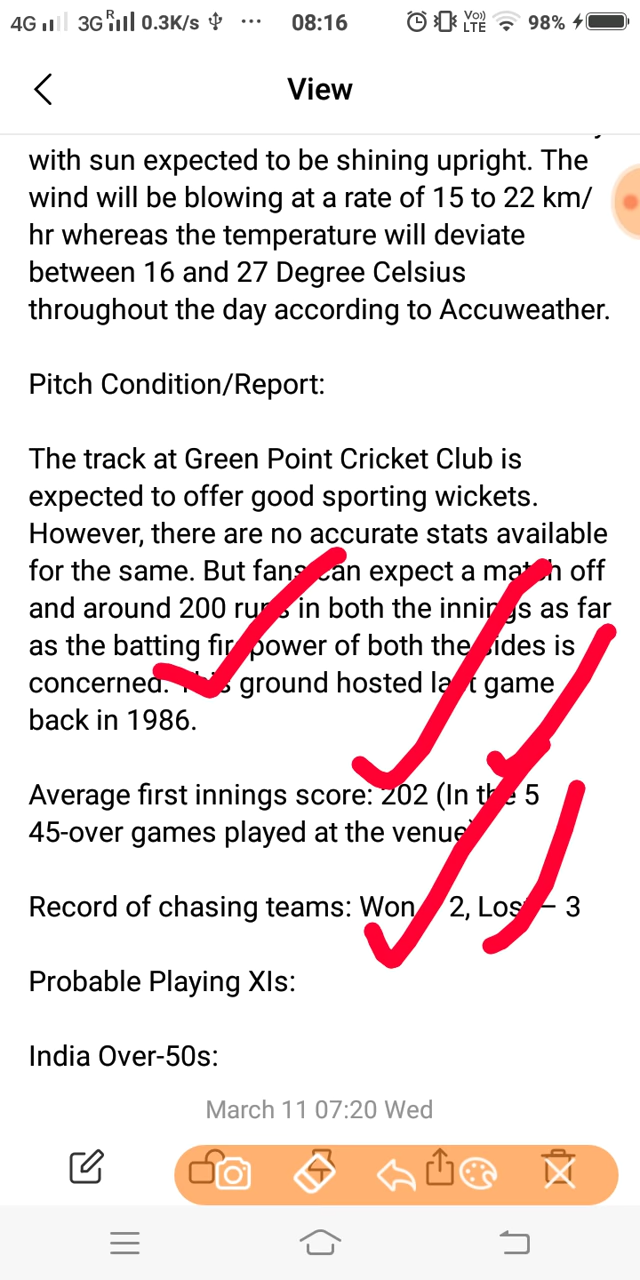 4G 3G R 0.3K/s ... 08:16 Vo)) LTE 98%
View
with sun expected to be shining upright. The
wind will be blowing at a rate of 15 to 22 km/
hr whereas the temperature will deviate
between 16 and 27 Degree Celsius
throughout the day according to Accuweather.
Pitch Condition/Report:
The track at Green Point Cricket Club is
expected to offer good sporting wickets.
However, there are no accurate stats available
for the same. But fans can expect a match off
and around 200 runs in both the innings as far
as the batting firepower of both the sides is
concerned. This ground hosted last game
back in 1986.
Average first innings score: 202 (In the 5
45-over games played at the venue)
Record of chasing teams: Won – 2, Lost – 3
Probable Playing XIs:
India Over-50s:
March 11 07:20 Wed